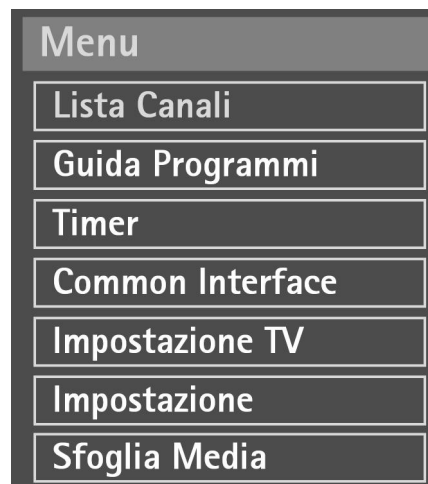 Menu
Lista Canali
Guida Programmi
Timer
Common Interface
Impostazione TV
Impostazione
Sfoglia Media